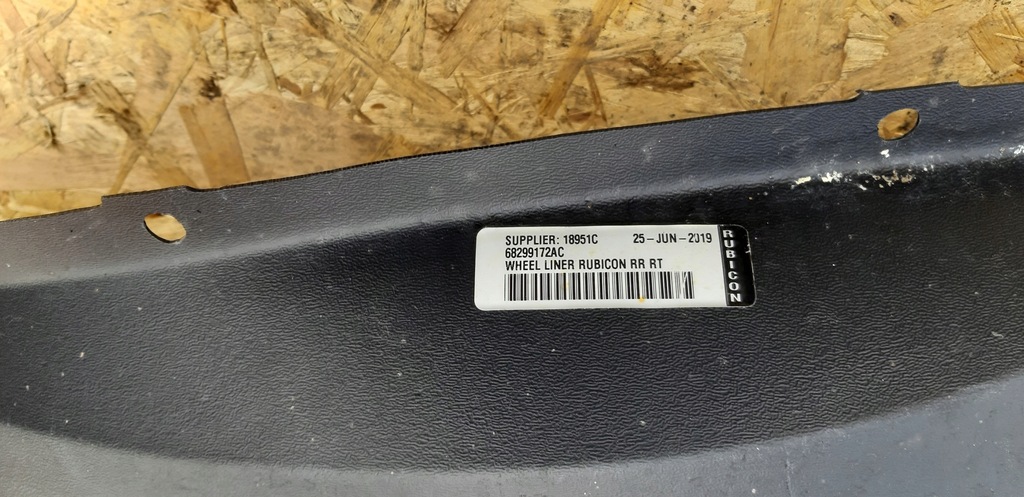 SUPPLIER: 18951C 25-JUN-2019
68299172AC
WHEEL LINER RUBICON RR RT
RUBICON